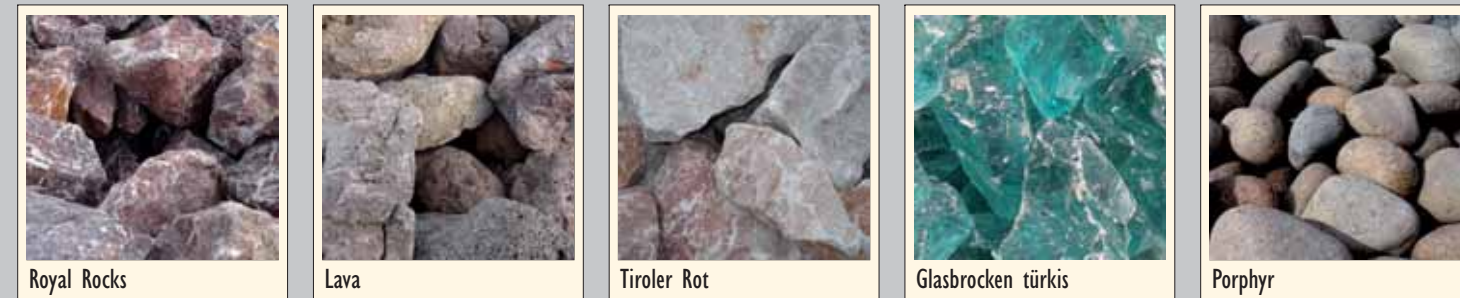 Royal Rocks
Lava
Tiroler Rot
Glasbrocken türkis
Porphyr